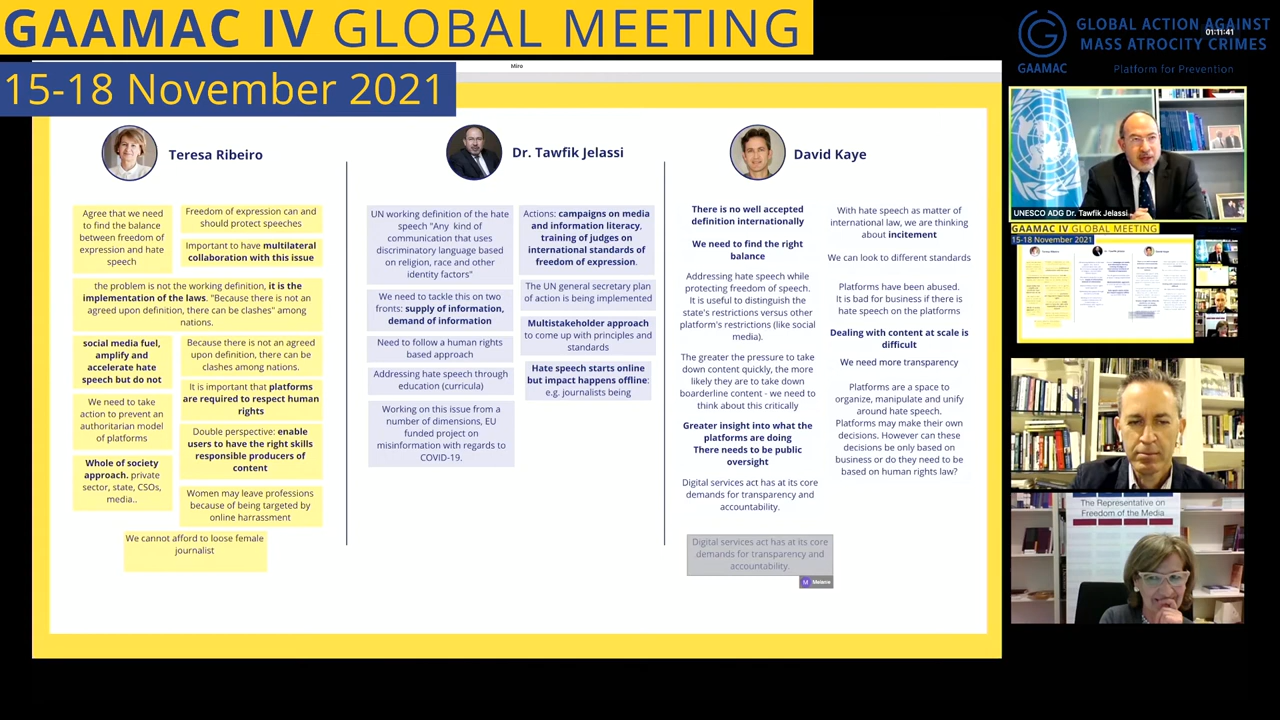 GAAMAC IV GLOBAL MEETING
15-18 November 2021
Miro
Teresa Ribeiro
Agree that we need
to find the balance
between freedom of
expression and hate
speech
Freedom of expression can and
should protect speeches
Important to have multilateral
collaboration with this issue
the problem is not the working definition, it is the
implementation of the laws. "Because there is not an
agreed upon definition, there can be clashes" among
nations.
social media fuel,
amplify and
accelerate hate
speech but do not
Because there is not an agreed
upon definition, there can be
clashes among nations.
It is important that platforms
are required to respect human
rights
We need to take
action to prevent an
authoritarian model
of platforms
Double perspective: enable
users to have the right skills
responsible producers of
content
Whole of society
approach. private
sector, state, CSOs,
media..
Women may leave professions
because of being targeted by
online harrassment
We cannot afford to loose female
journalist
Dr. Tawfik Jelassi
UN working definition of the hate
speech "Any kind of
communication that uses
discriminatory language based
on religion, race and other
identity factors"
We need to tackle this on two
fronts: supply of information,
demand of information
Need to follow a human rights
based approach
Addressing hate speech through
education (curricula)
Working on this issue from a
number of dimensions, EU
funded project on
misinformation with regards to
COVID-19.
Actions: campaigns on media
and information literacy,
training of judges on
international standards of
freedom of expression.
The UN general secretary plan
of action is being implemented
Multistakeholder approach
to come up with principles and
standards
Hate speech starts online
but impact happens offline:
e.g. journalists being
David Kaye
There is no well accepted
definition internationally
We need to find the right
balance
Addressing hate speech while
protecting freedom of speech.
It is useful to distinguish the
state's restrictions versus other
platform's restrictions (like social
media).
The greater the pressure to take
down content quickly, the more
likely they are to take down
boarderline content - we need to
think about this critically
Greater insight into what the
platforms are doing
There needs to be public
oversight
Digital services act has at its core
demands for transparency and
accountability.
Digital services act has at its core
demands for transparency and
accountability.
M Melanie
With hate speech as matter of
international law, we are thinking
about incitement
We can look to different standards
Platforms have been abused.
It is bad for business if there is
hate speech on the platforms
Dealing with content at scale is
difficult
We need more transparency
Platforms are a space to
organize, manipulate and unify
around hate speech.
Platforms may make their own
decisions. However can these
decisions be only based on
business or do they need to be
based on human rights law?
GAAMAC
GLOBAL ACTION AGAINST
01:11:41
MASS ATROCITY CRIMES
Platform for Prevention
UNESCO ADG Dr. Tawfik Jelassi
GAAMAC IV GLOBAL MEETING
15-18 November 2021
The Representative on
Freedom of the Media